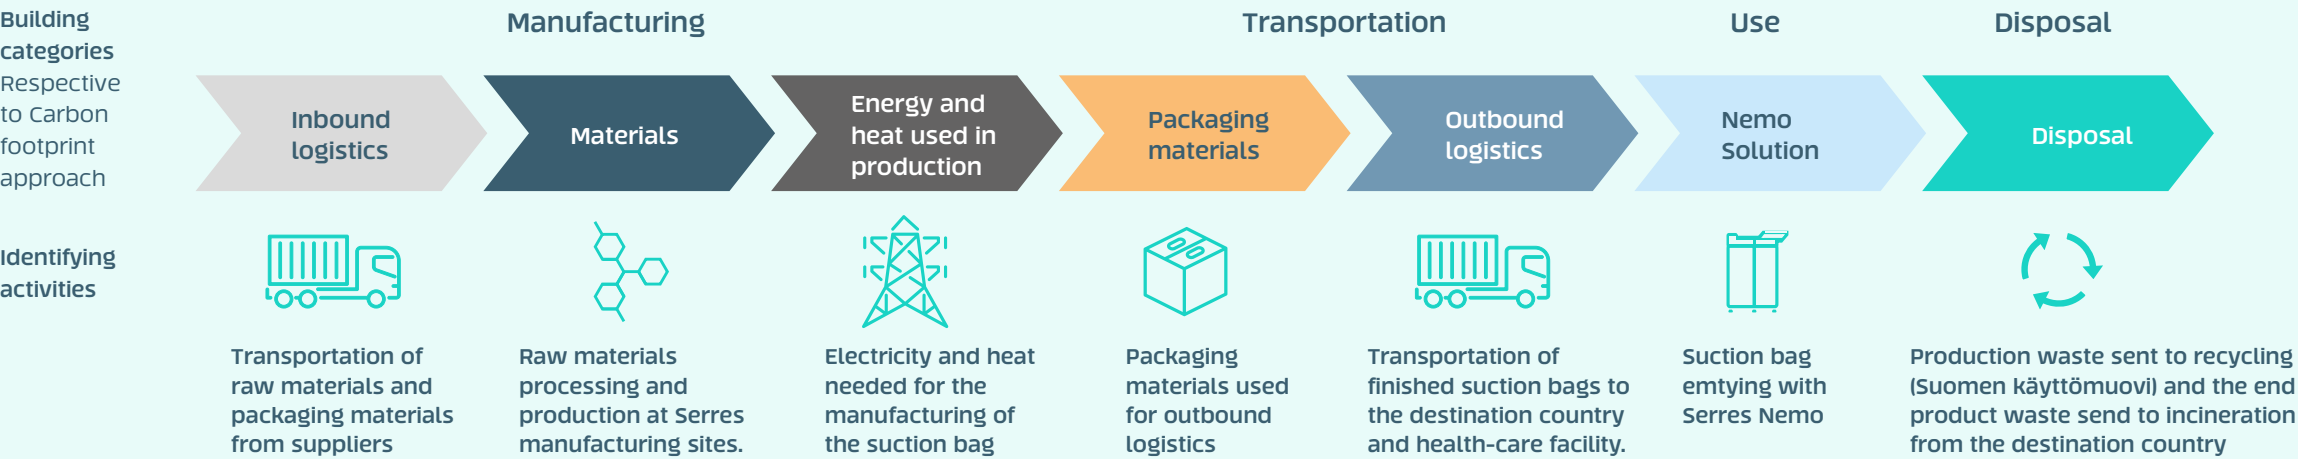 Building
categories
Respective
to Carbon
footprint
approach
Manufacturing
Transportation
Use
Disposal
Inbound
logistics
Materials
Energy and
heat used in
production
Packaging
materials
Outbound
logistics
Nemo
Solution
Disposal
Identifying
activities
Transportation of
raw materials and
packaging materials
from suppliers
Raw materials
processing and
production at Serres
manufacturing sites.
Electricity and heat
needed for the
manufacturing of
the suction bag
Packaging
materials used
for outbound
logistics
Transportation of
finished suction bags to
the destination country
and health-care facility.
Suction bag
emtying with
Serres Nemo
Production waste sent to recycling
(Suomen käyttömuovi) and the end
product waste send to incineration
from the destination country